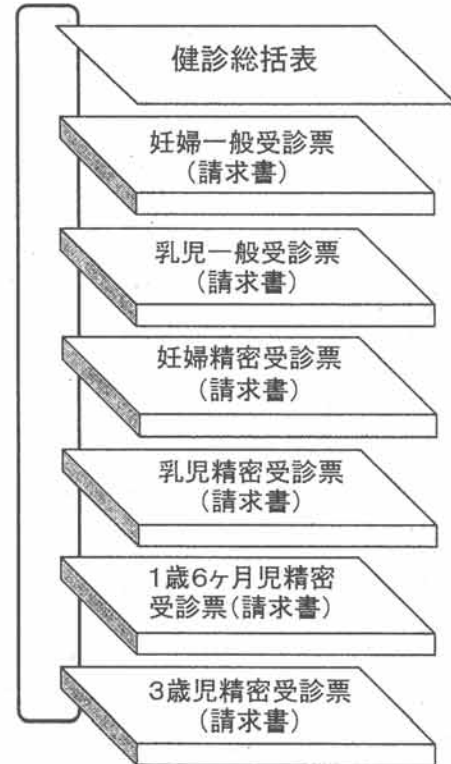 健診総括表
妊婦一般受診票
(請求書)
乳児一般受診票
(請求書)
妊婦精密受診票
(請求書)
乳児精密受診票
(請求書)
1歳6ヶ月児精密
受診票(請求書)
3歳児精密受診票
(請求書)